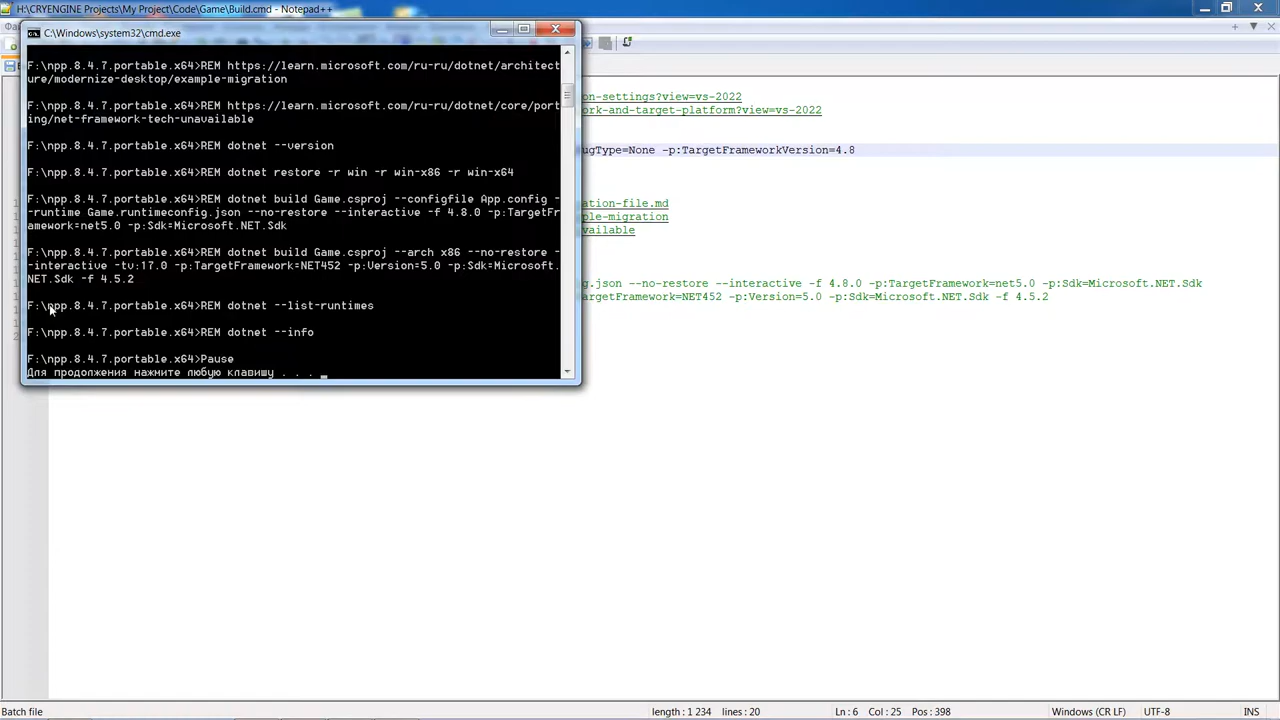 H:\CRYENGINE Projects\My Project\Code\Game\Build.cmd - Notepad++
C:\Windows\system32\cmd.exe
F:\npp.8.4.7.portable.x64>REM https://learn.microsoft.com/ru-ru/dotnet/architect
ure/modernize-desktop/example-migration
F:\npp.8.4.7.portable.x64>REM https://learn.microsoft.com/ru-ru/dotnet/core/port
ing/net-framework-tech-unavailable
F:\npp.8.4.7.portable.x64>REM dotnet --version
F:\npp.8.4.7.portable.x64>REM dotnet restore -r win -r win-x86 -r win-x64
F:\npp.8.4.7.portable.x64>REM dotnet build Game.csproj --configfile App.config -
-runtime Game.runtimeconfig.json --no-restore --interactive -f 4.8.0 -p:TargetFr
amework=net5.0 -p:Sdk=Microsoft.NET.Sdk
F:\npp.8.4.7.portable.x64>REM dotnet build Game.csproj --arch x86 --no-restore -
-interactive -tv:17.0 -p:TargetFramework=NET452 -p:Version=5.0 -p:Sdk=Microsoft.
NET.Sdk -f 4.5.2
F:\npp.8.4.7.portable.x64>REM dotnet --list-runtimes
F:\npp.8.4.7.portable.x64>REM dotnet --info
F:\npp.8.4.7.portable.x64>Pause
Для продолжения нажмите любую клавишу . . .
on-settings?view=vs-2022
rk-and-target-platform?view=vs-2022
ugType=None -p:TargetFrameworkVersion=4.8
ation-file.md
ple-migration
vailable
g.json --no-restore --interactive -f 4.8.0 -p:TargetFramework=net5.0 -p:Sdk=Microsoft.NET.Sdk
argetFramework=NET452 -p:Version=5.0 -p:Sdk=Microsoft.NET.Sdk -f 4.5.2
Batch file
length : 1 234 lines : 20
Ln : 6 Col : 25 Pos : 398
Windows (CR LF)
UTF-8
INS